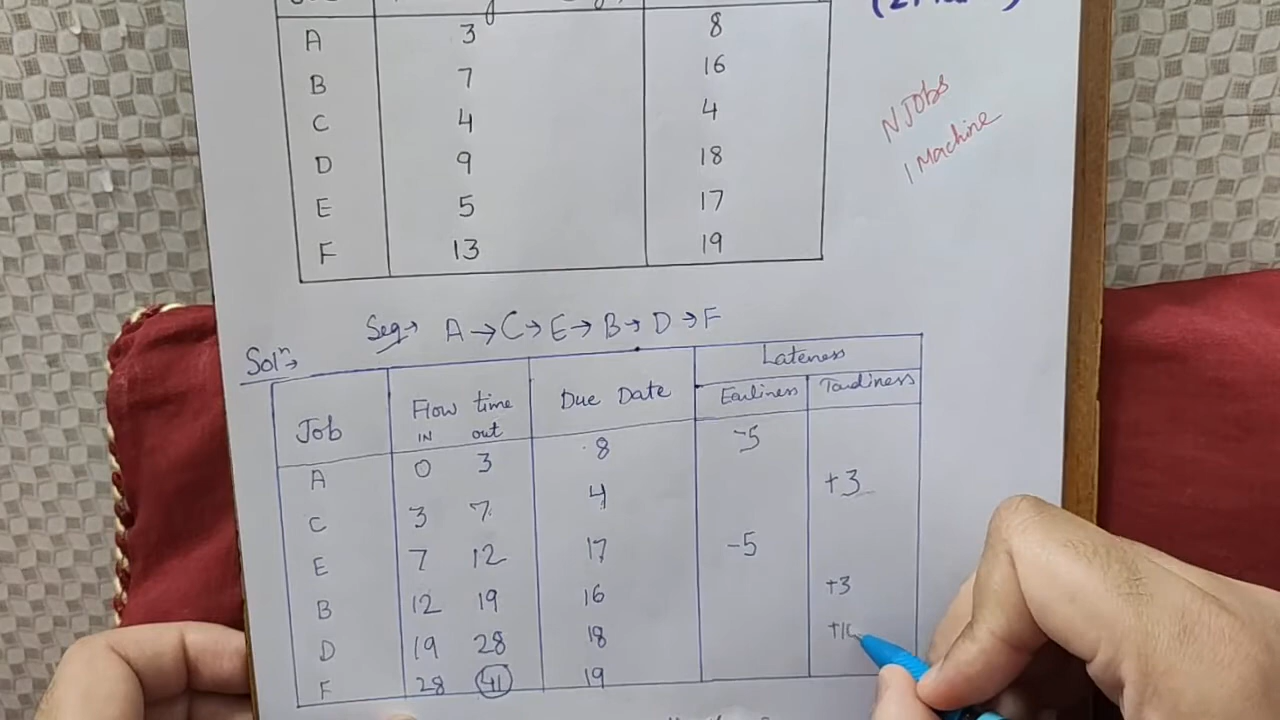 A 3 8
B 7 16
C 4 4
D 9 18
E 5 17
F 13 19
N JObs
1 Machine
Seq→ A → C → E → B → D → F
Solⁿ→
Lateness
Job Flow time Due Date Earliness Tardiness
IN out
A 0 3 8 -5
C 3 7 4 +3
E 7 12 17 -5
B 12 19 16 +3
D 19 28 18 +10
F 28 41 19